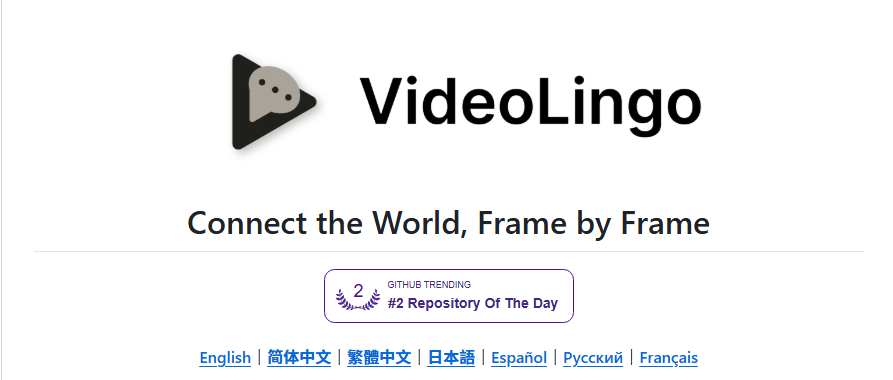 VideoLingo
Connect the World, Frame by Frame
2
GITHUB TRENDING
#2 Repository Of The Day
English | 简体中文 | 繁體中文 | 日本語 | Español | Русский | Français